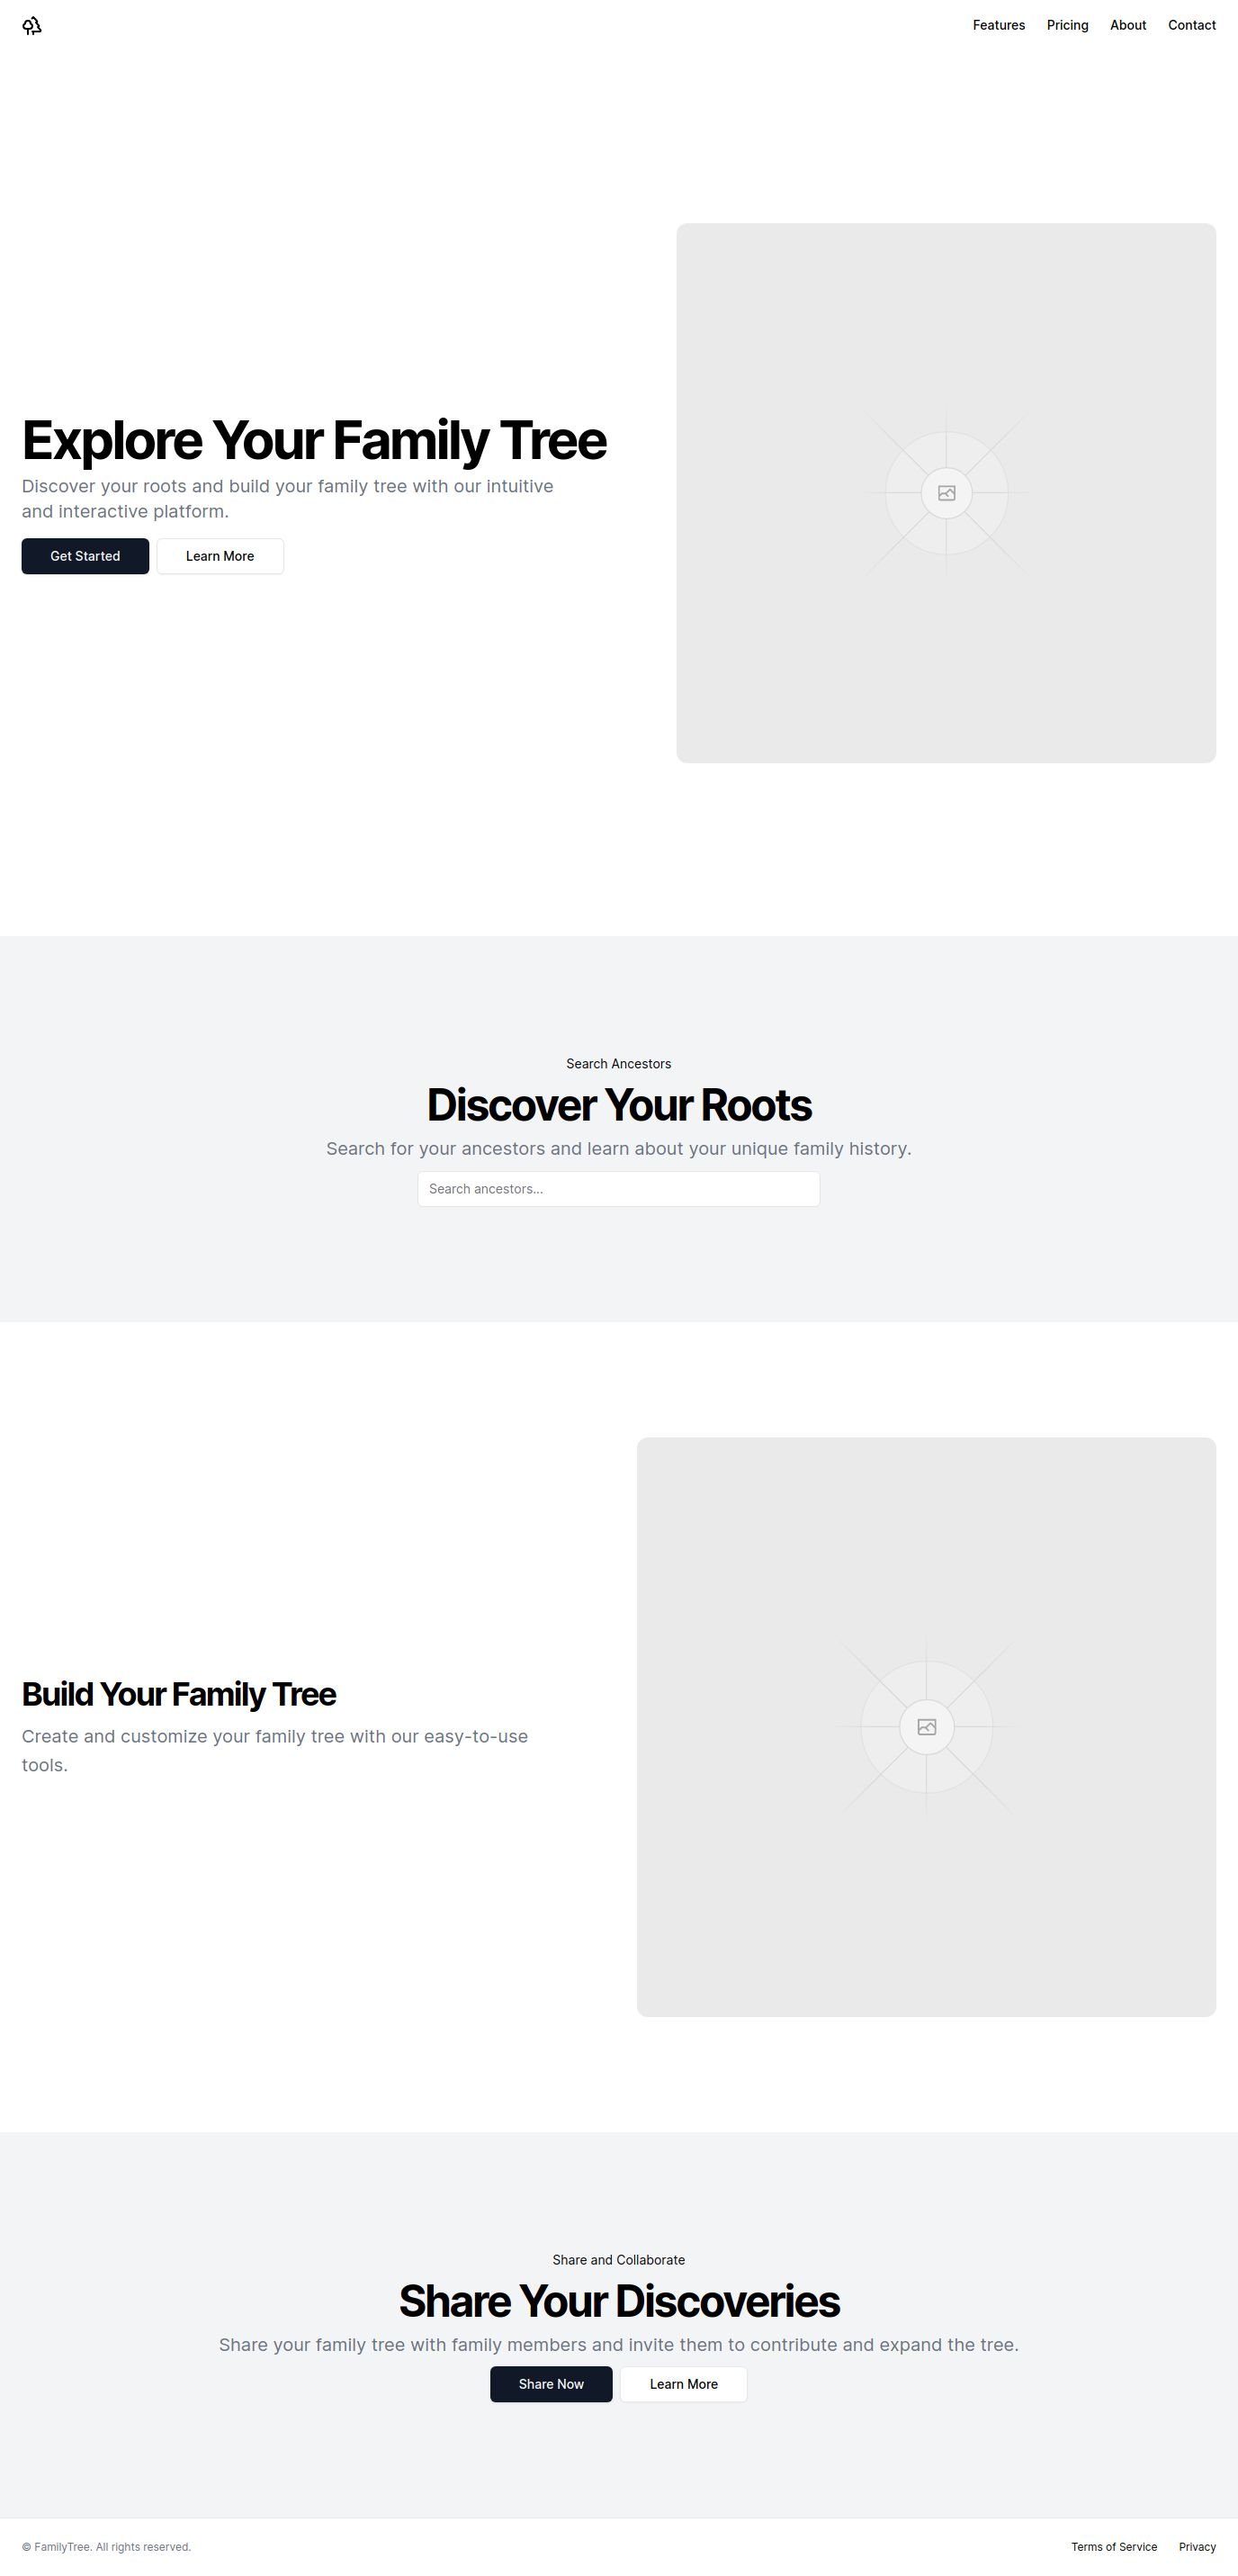 Features Pricing About Contact
Explore Your Family Tree
Discover your roots and build your family tree with our intuitive
and interactive platform.
Get Started Learn More
Search Ancestors
Discover Your Roots
Search for your ancestors and learn about your unique family history.
Search ancestors...
Build Your Family Tree
Create and customize your family tree with our easy-to-use
tools.
Share and Collaborate
Share Your Discoveries
Share your family tree with family members and invite them to contribute and expand the tree.
Share Now Learn More
© FamilyTree. All rights reserved. Terms of Service Privacy